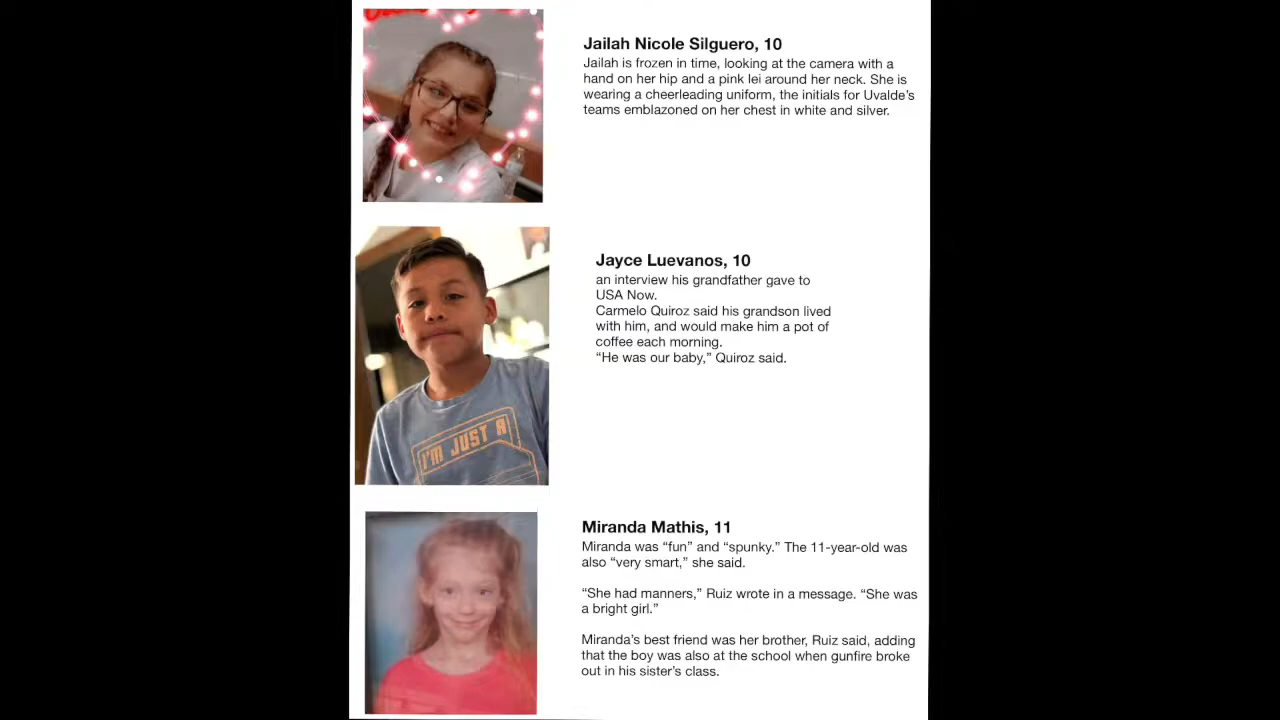 Jailah Nicole Silguero, 10
Jailah is frozen in time, looking at the camera with a
hand on her hip and a pink lei around her neck. She is
wearing a cheerleading uniform, the initials for Uvalde’s
teams emblazoned on her chest in white and silver.
Jayce Luevanos, 10
an interview his grandfather gave to
USA Now.
Carmelo Quiroz said his grandson lived
with him, and would make him a pot of
coffee each morning.
“He was our baby,” Quiroz said.
I'M JUST A
Miranda Mathis, 11
Miranda was “fun” and “spunky.” The 11-year-old was
also “very smart,” she said.
“She had manners,” Ruiz wrote in a message. “She was
a bright girl.”
Miranda’s best friend was her brother, Ruiz said, adding
that the boy was also at the school when gunfire broke
out in his sister’s class.